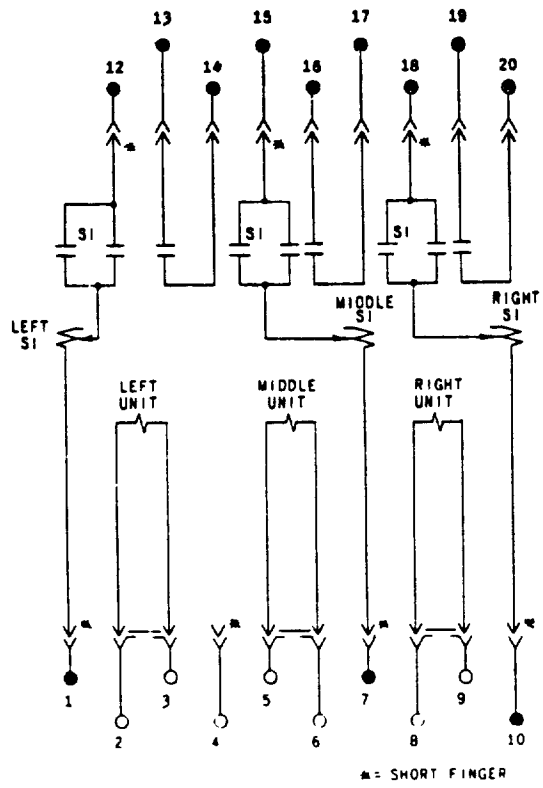 13 15 17 19
12 14 16 18 20
* * *
S1 S1 S1
LEFT
S1
MIDDLE
S1
RIGHT
S1
LEFT
UNIT
MIDDLE
UNIT
RIGHT
UNIT
* * * *
1 3 5 7 9
2 4 6 8 10
*= SHORT FINGER